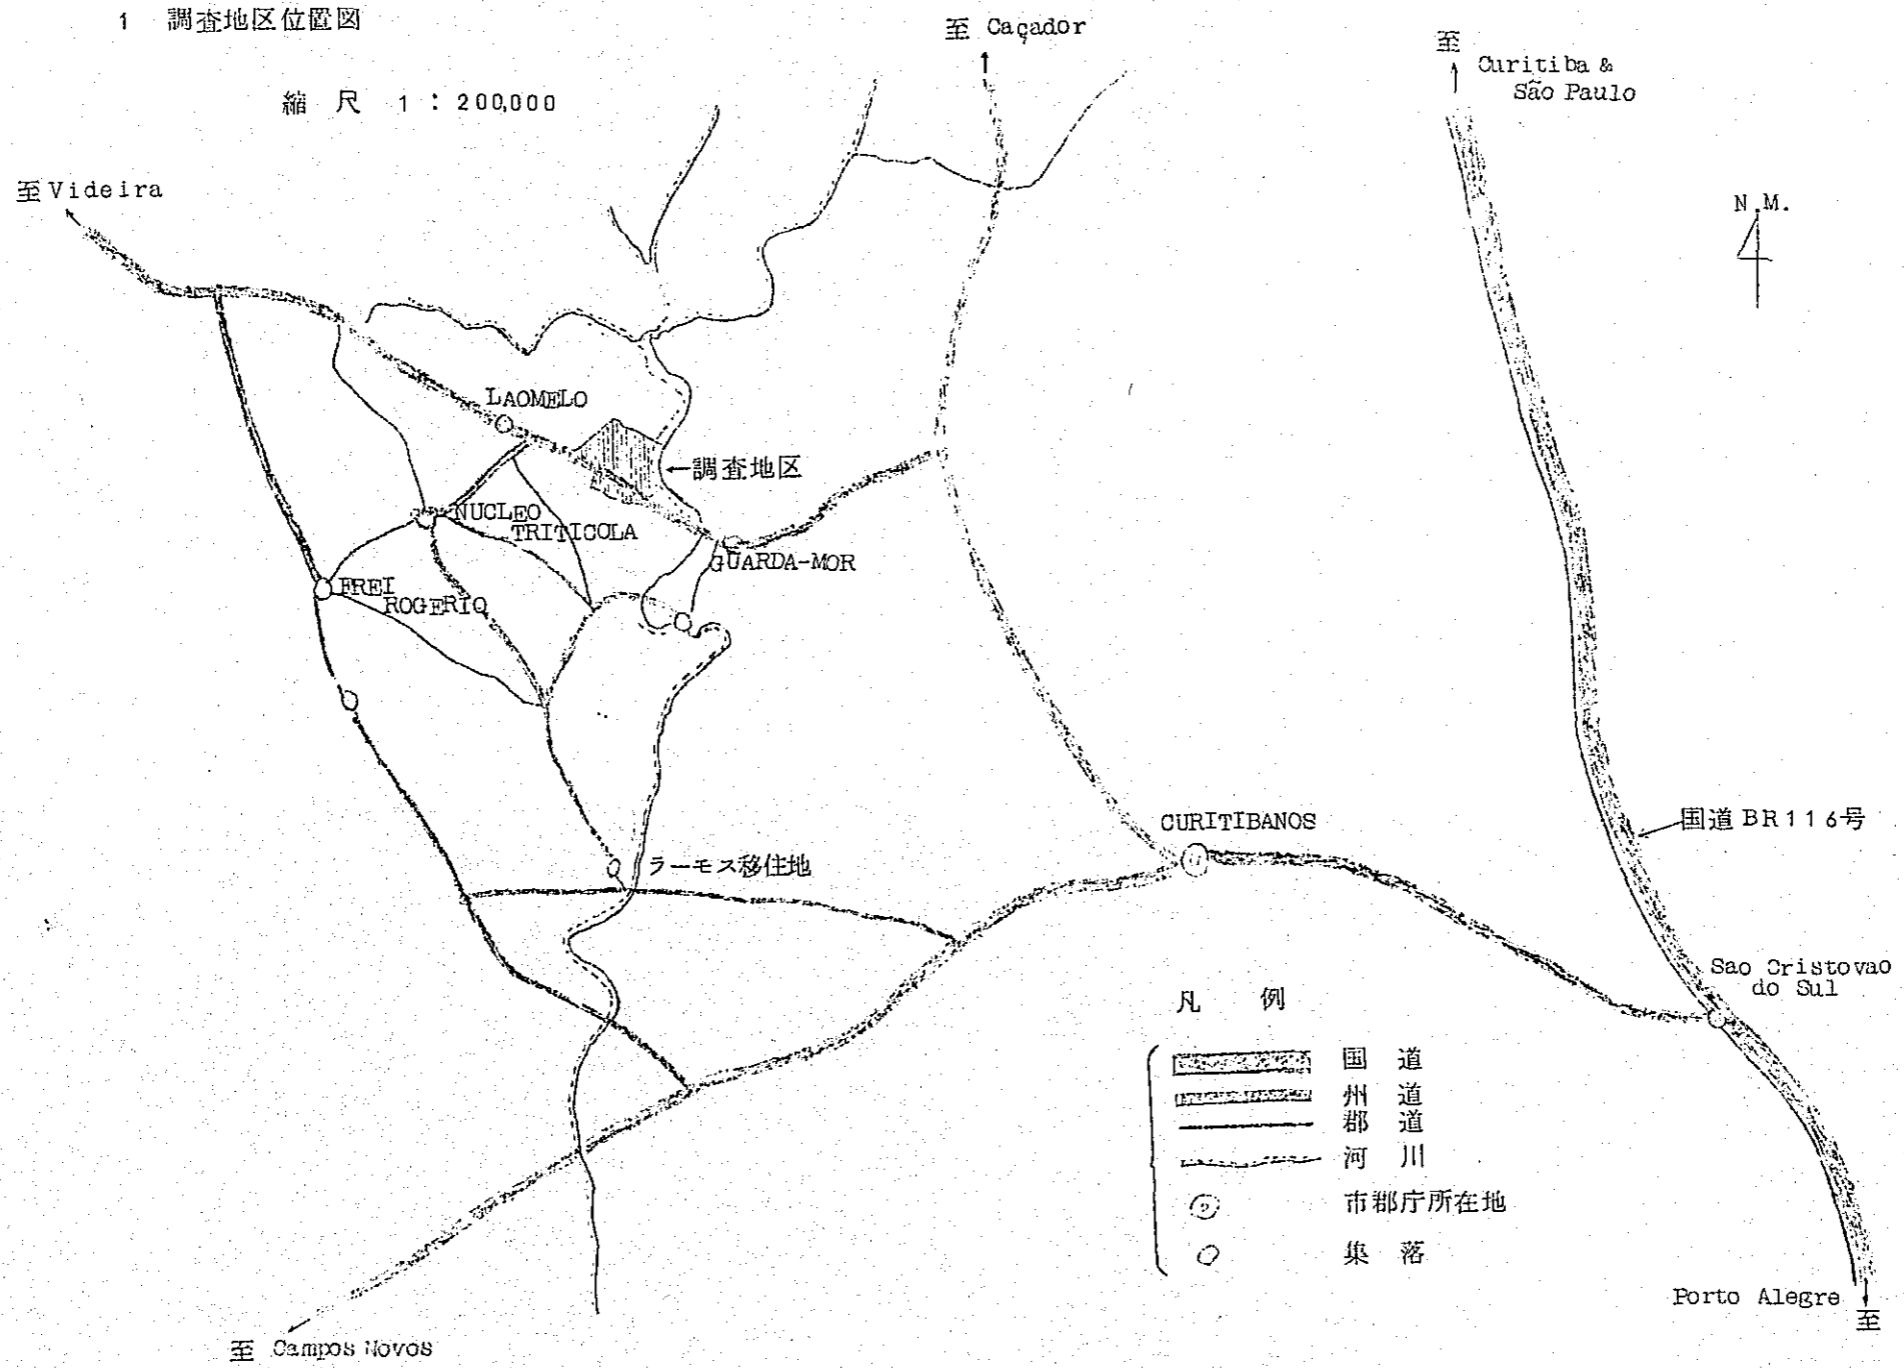 1 調査地区位置図
縮 尺 1 : 200,000
至 Caçador
至
Curitiba &
São Paulo
至 Videira
N.M.
LAOMELO
調査地区
NUCLEO
TRITICOLA
GUARDA-MOR
FREI
ROGERIO
国道 BR116号
CURITIBANOS
ラーモス移住地
Sao Cristovao
do Sul
凡 例
国 道
州 道
郡 道
河 川
市郡庁所在地
集 落
Porto Alegre
至
至 Campos Novos